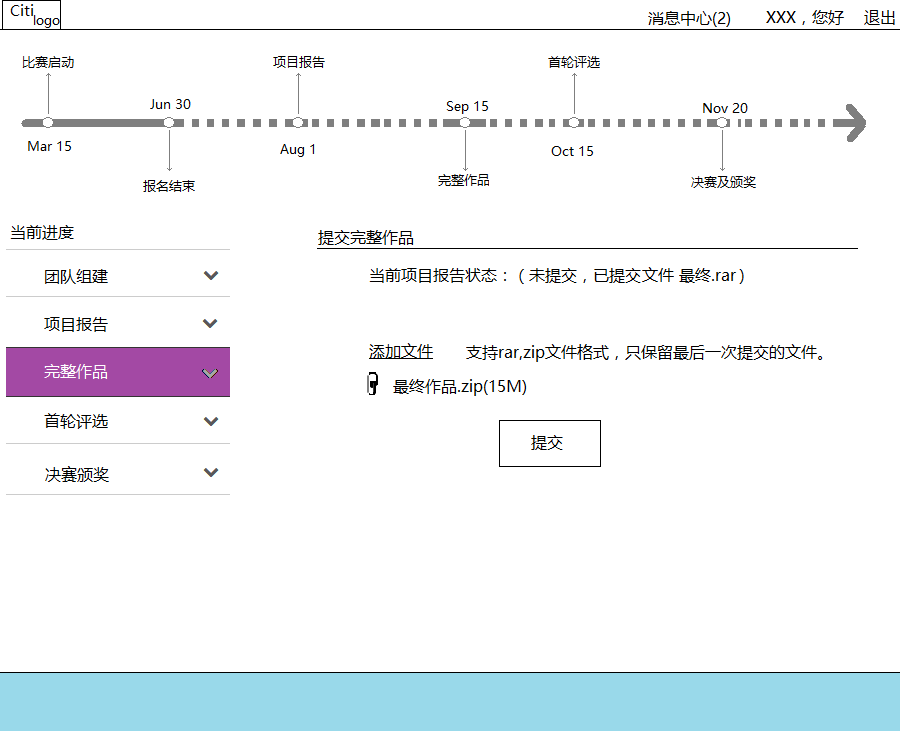 Citi
logo
消息中心(2) XXX，您好 退出
比赛启动 项目报告 首轮评选
Jun 30 Sep 15 Nov 20
Mar 15 Aug 1 Oct 15
报名结束 完整作品 决赛及颁奖
当前进度
团队组建
项目报告
完整作品
首轮评选
决赛颁奖
提交完整作品
当前项目报告状态：（未提交，已提交文件 最终.rar）
添加文件 支持rar,zip文件格式，只保留最后一次提交的文件。
最终作品.zip(15M)
提交